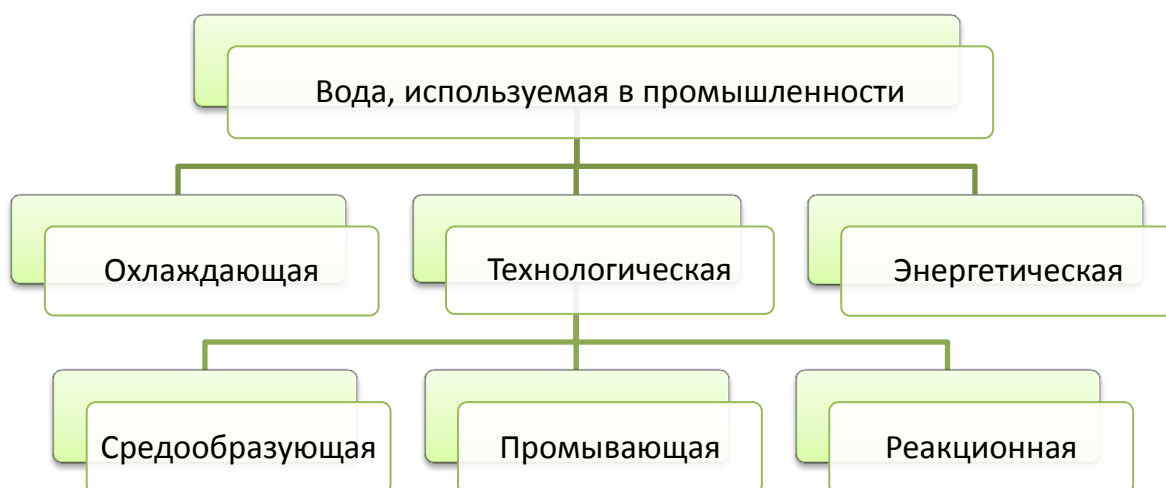 Вода, используемая в промышленности
Охлаждающая
Технологическая
Энергетическая
Средообразующая
Промывающая
Реакционная